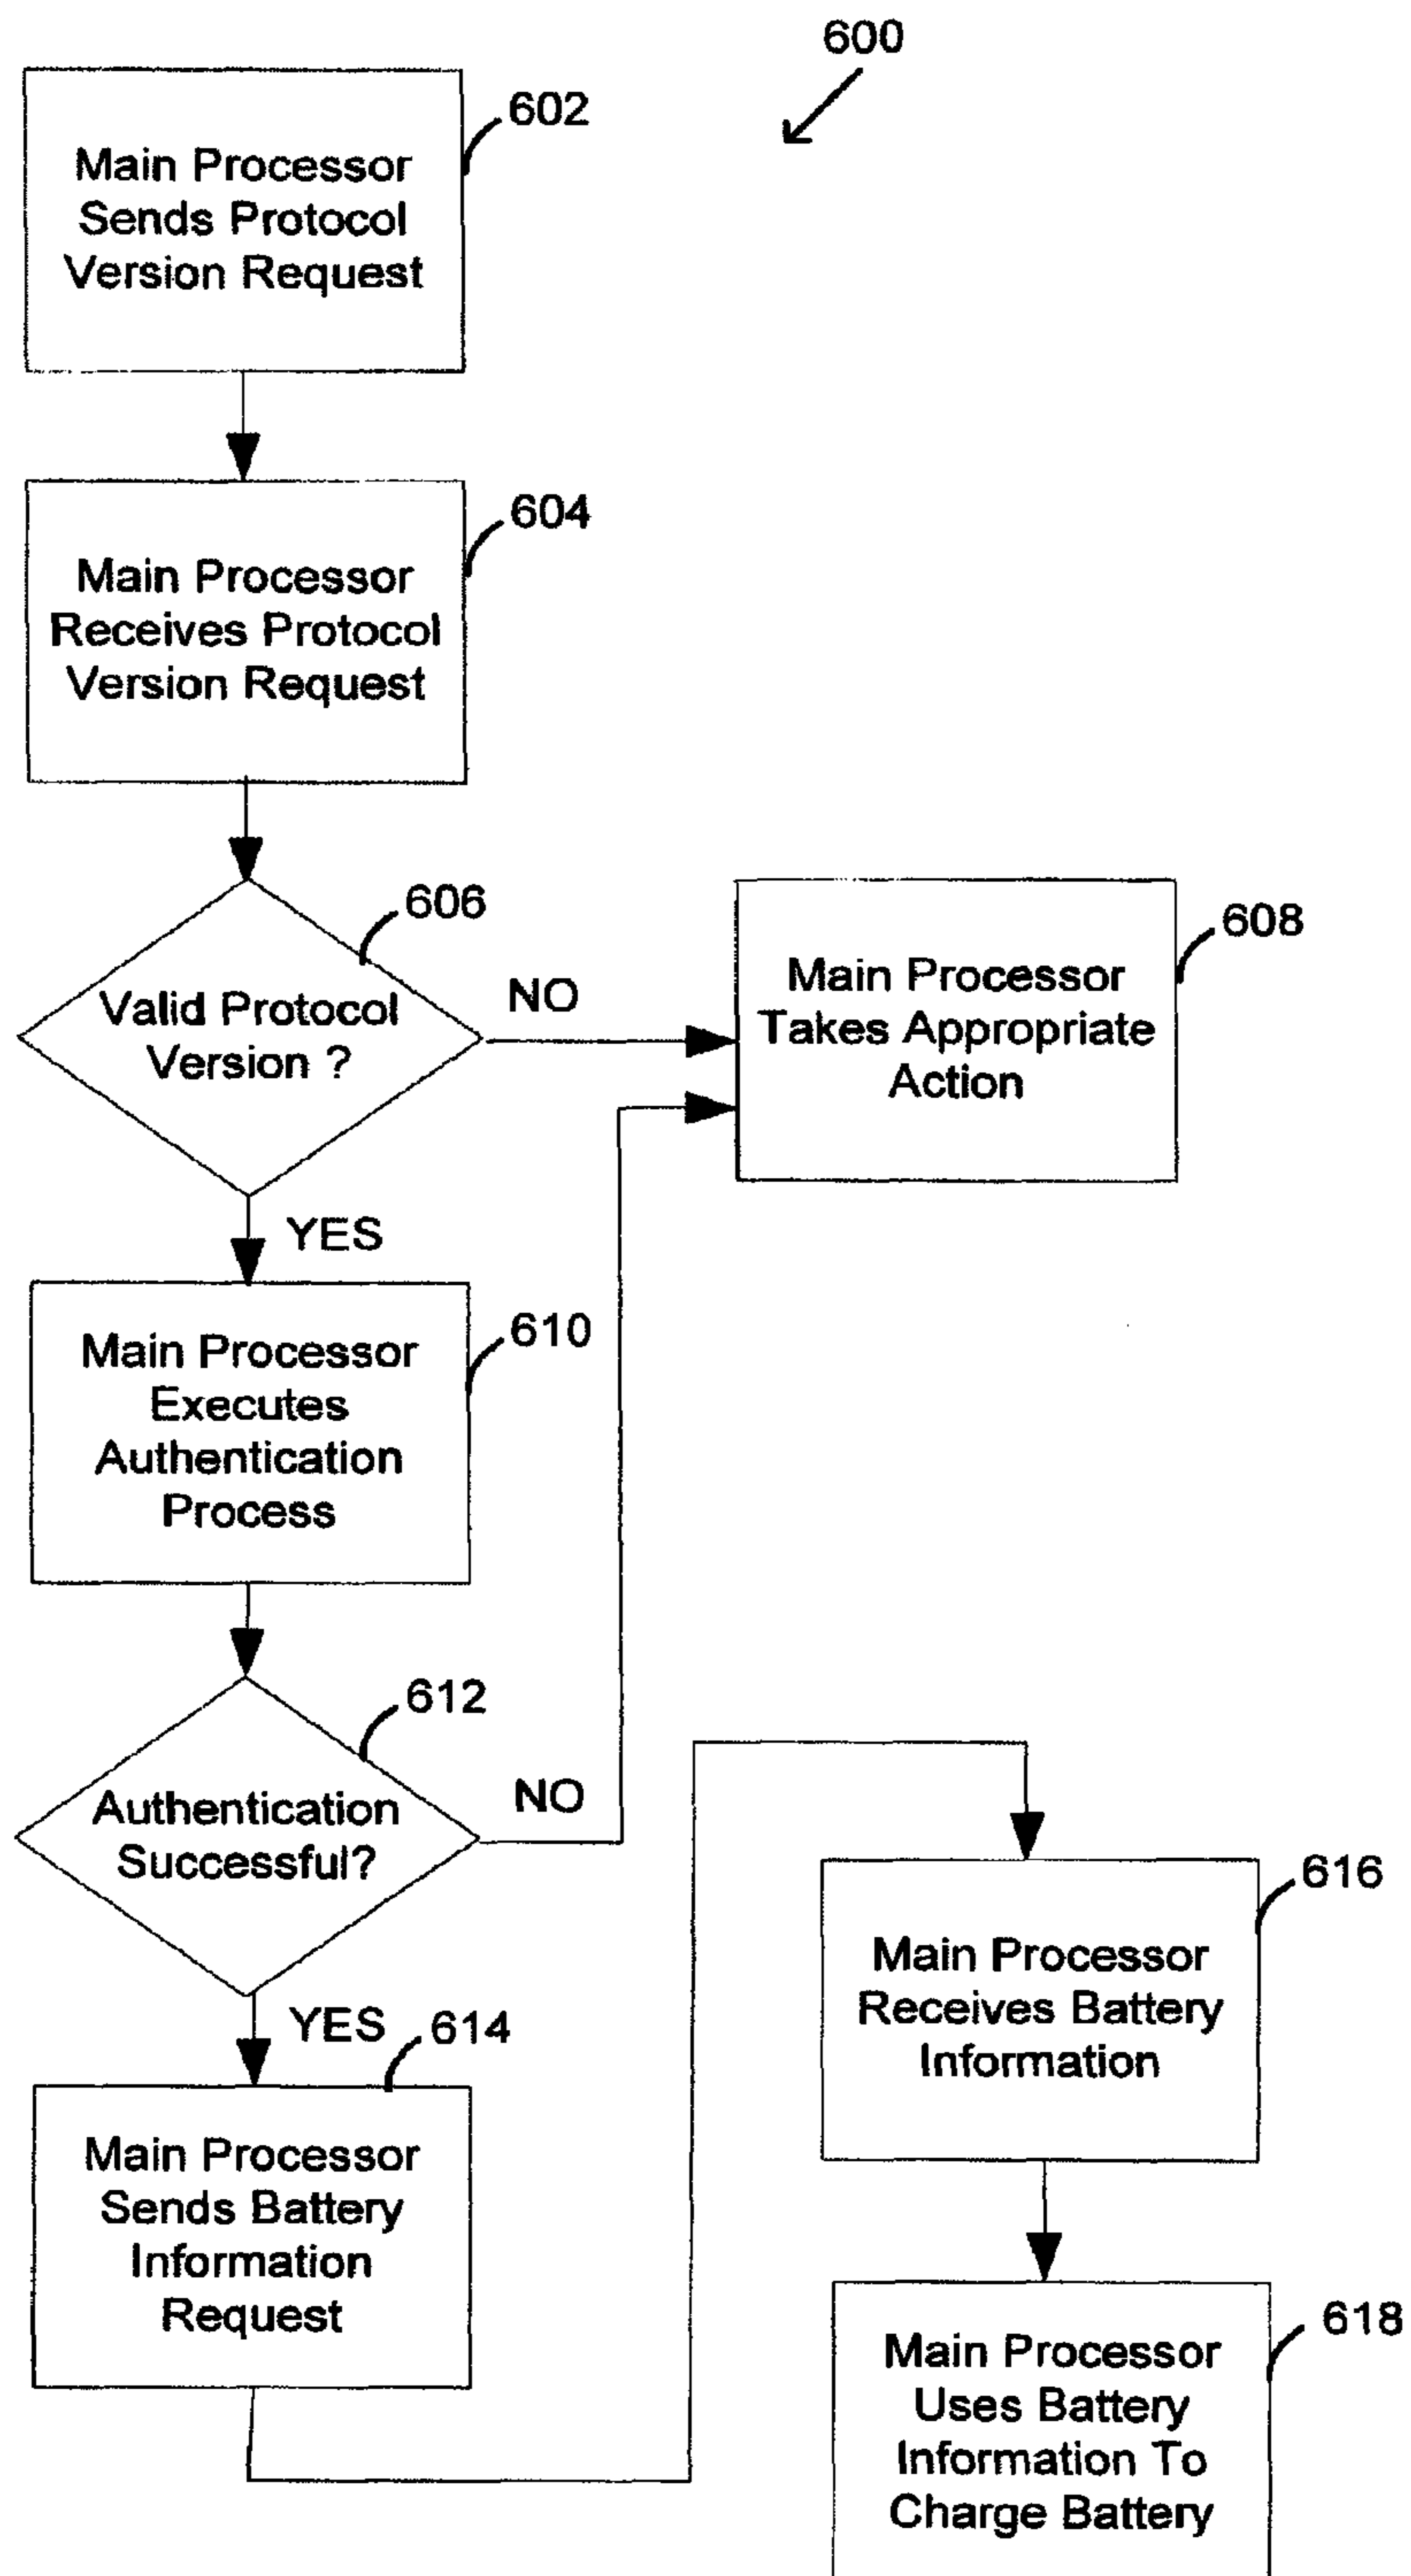 600
602
Main Processor
Sends Protocol
Version Request
604
Main Processor
Receives Protocol
Version Request
606
Valid Protocol
Version ?
NO
608
Main Processor
Takes Appropriate
Action
YES
610
Main Processor
Executes
Authentication
Process
612
Authentication
Successful?
NO
YES
614
Main Processor
Sends Battery
Information
Request
616
Main Processor
Receives Battery
Information
618
Main Processor
Uses Battery
Information To
Charge Battery